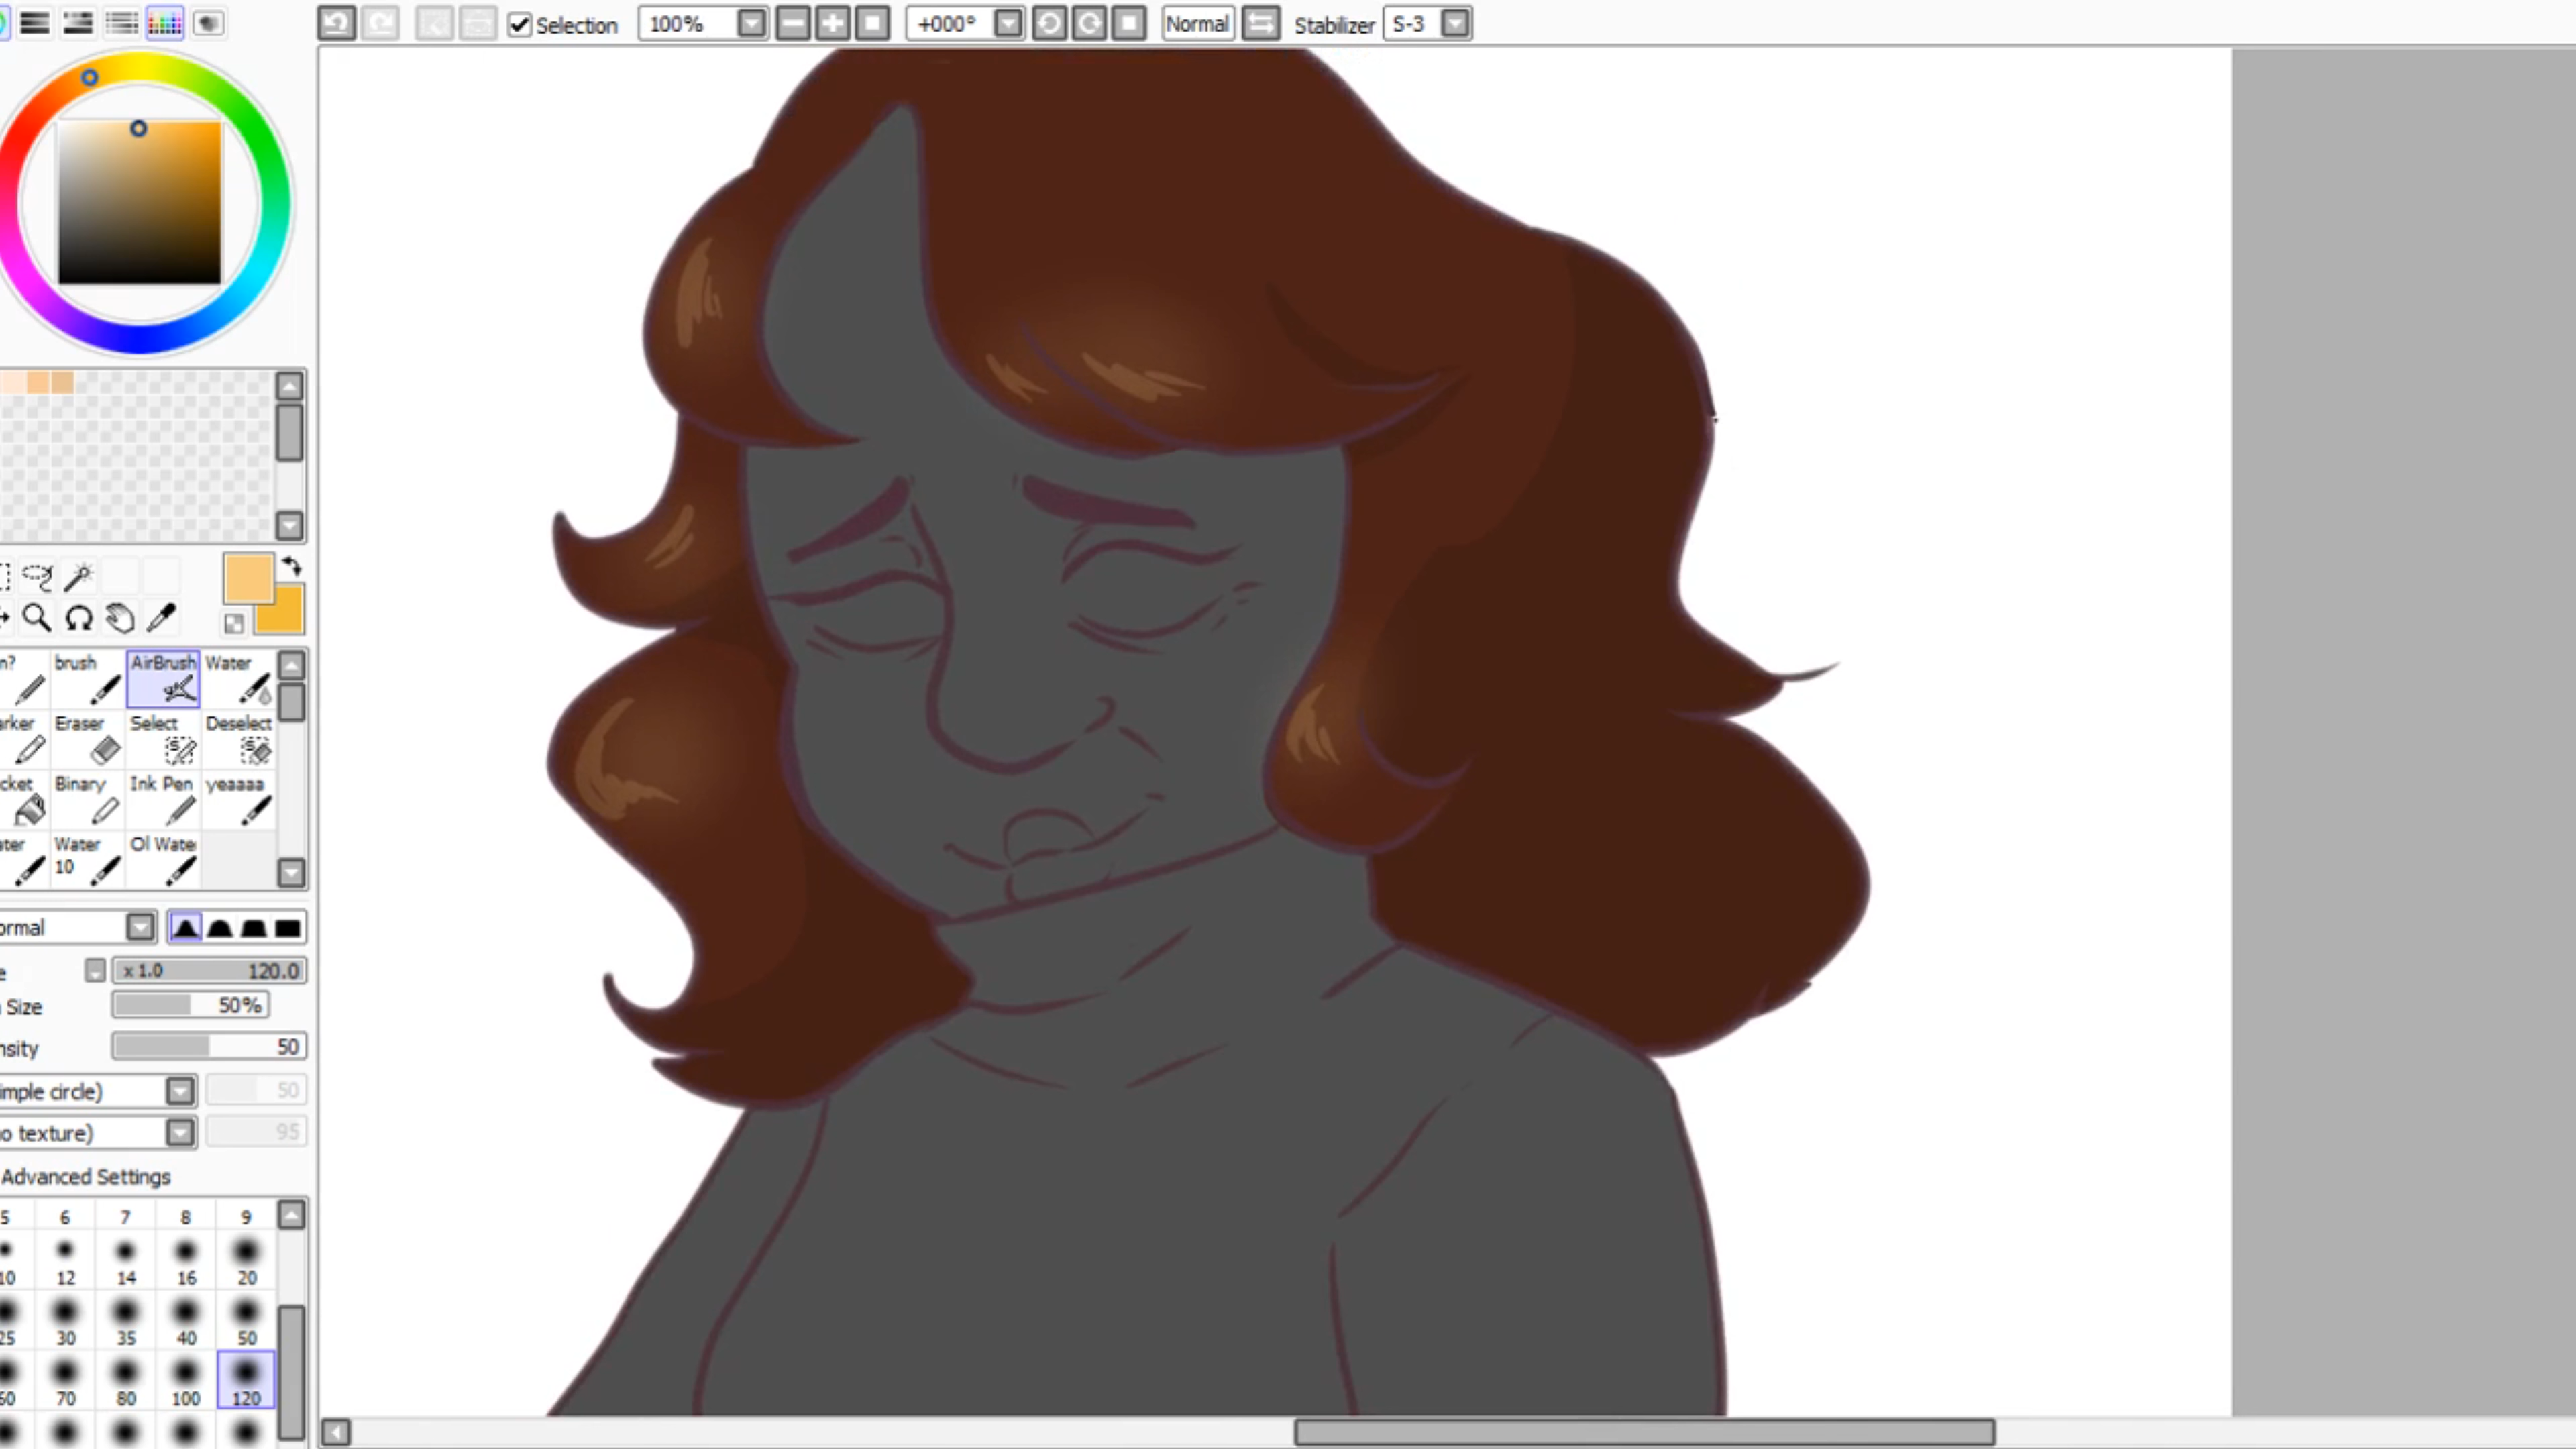 Selection 100% +000° Normal Stabilizer S-3
n? brush AirBrush Water
arker Eraser Select Deselect
cket Binary Ink Pen yeaaaa
ater Water 10 Ol Wate
ormal
e x 1.0 120.0
Size 50%
nsity 50
imple circle) 50
o texture) 95
Advanced Settings
5 6 7 8 9
10 12 14 16 20
25 30 35 40 50
60 70 80 100 120